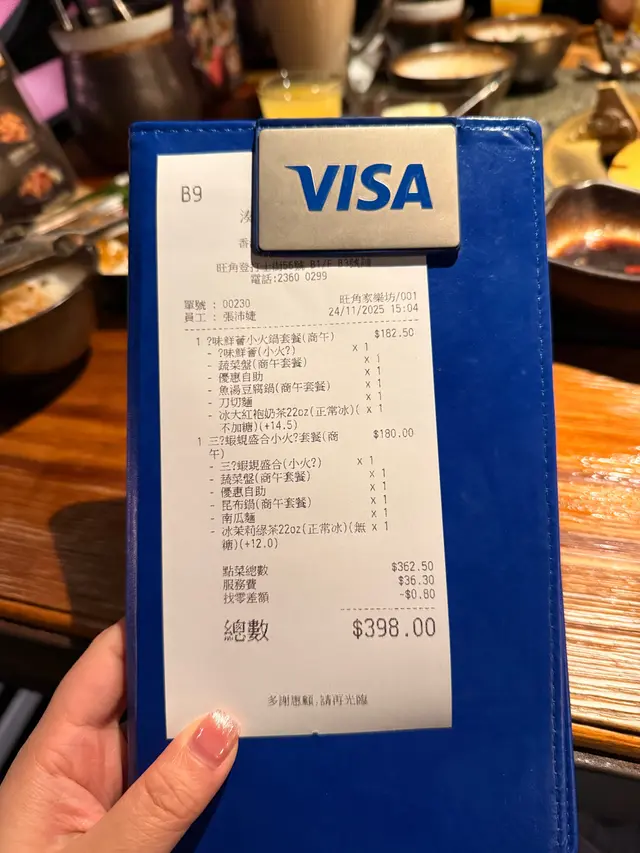 VISA
B9
香
旺角登打士街56號 B1/F
電話:2360 0299
單號 : 00230 旺角家樂坊/001
員工 : 張沛婕 24/11/2025 15:04
1 ?味鮮薈小火鍋套餐(商午) $182.50
- ?味鮮薈(小火?) x 1
- 蔬菜盤(商午套餐) x 1
- 優惠自助 x 1
- 魚湯豆腐鍋(商午套餐) x 1
- 刀切麵 x 1
- 冰大紅袍奶茶22oz(正常冰)( x 1
不加糖)(+14.5)
1 三?蝦蜆盛合小火?套餐(商 $180.00
午)
- 三?蝦蜆盛合(小火?) x 1
- 蔬菜盤(商午套餐) x 1
- 優惠自助 x 1
- 昆布鍋(商午套餐) x 1
- 南瓜麵 x 1
- 冰茉莉綠茶22oz(正常冰)(無 x 1
糖)(+12.0)
點菜總數 $362.50
服務費 $36.30
找零差額 -$0.80
總數 $398.00
多謝惠顧,請再光臨